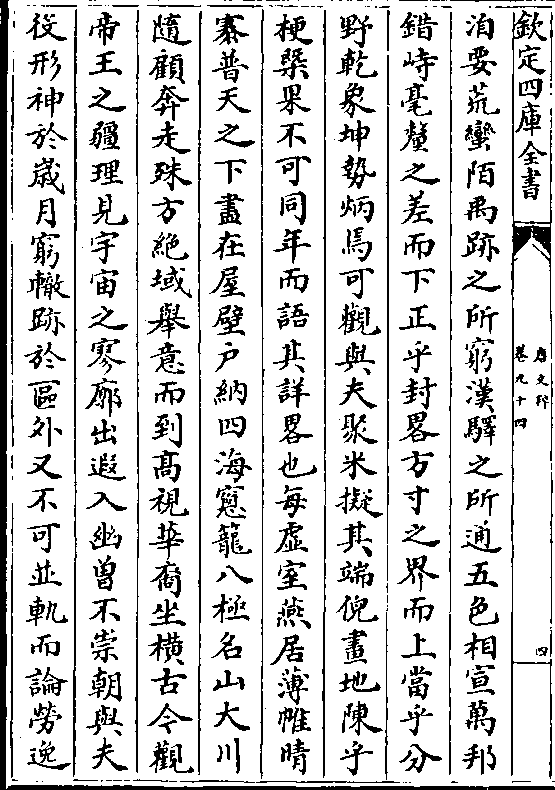 欽定四庫全書
唐文粹
卷九十四
四
洎要荒蠻陌禹跡之所窮漢驛之所通五色相宣萬邦
錯峙毫釐之差而下正乎封畧方寸之界而上當乎分
野乾象坤勢炳焉可觀與夫聚米擬其端倪畫地陳乎
梗槩果不可同年而語其詳畧也每虛室燕居薄帷晴
褰普天之下盡在屋壁户納四海窻籠八極名山大川
隨顧奔走殊方絶域舉意而到髙視華裔坐横古今觀
帝王之疆理見宇宙之寥廓出遐入幽曽不崇朝與夫
役形神於歳月窮轍跡於區外又不可並軌而論勞逸